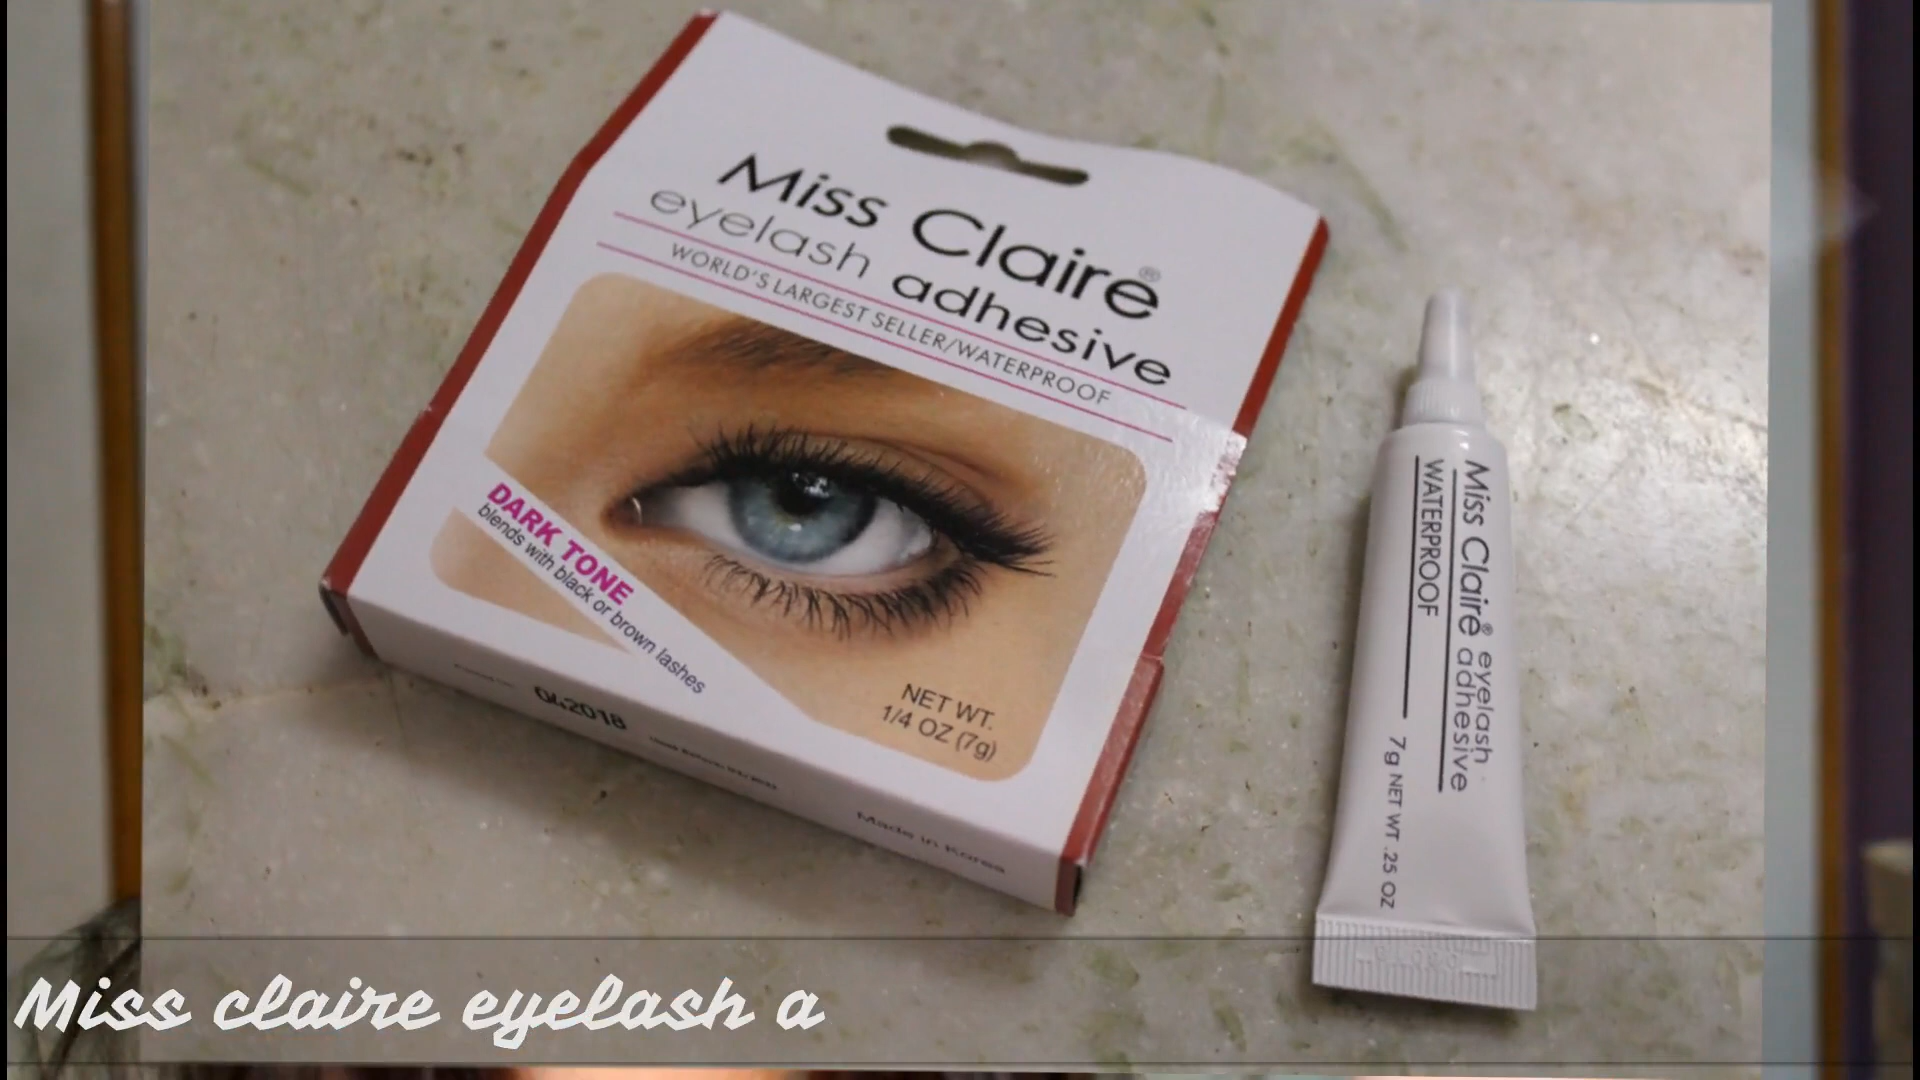 Miss Claire®
eyelash adhesive
WORLD'S LARGEST SELLER/WATERPROOF
DARK TONE
blends with black or brown lashes
NET WT.
1/4 OZ (7g)
042018
Made in Korea
Miss Claire® eyelash
adhesive
WATERPROOF
7g NET WT .25 OZ
Miss claire eyelash a